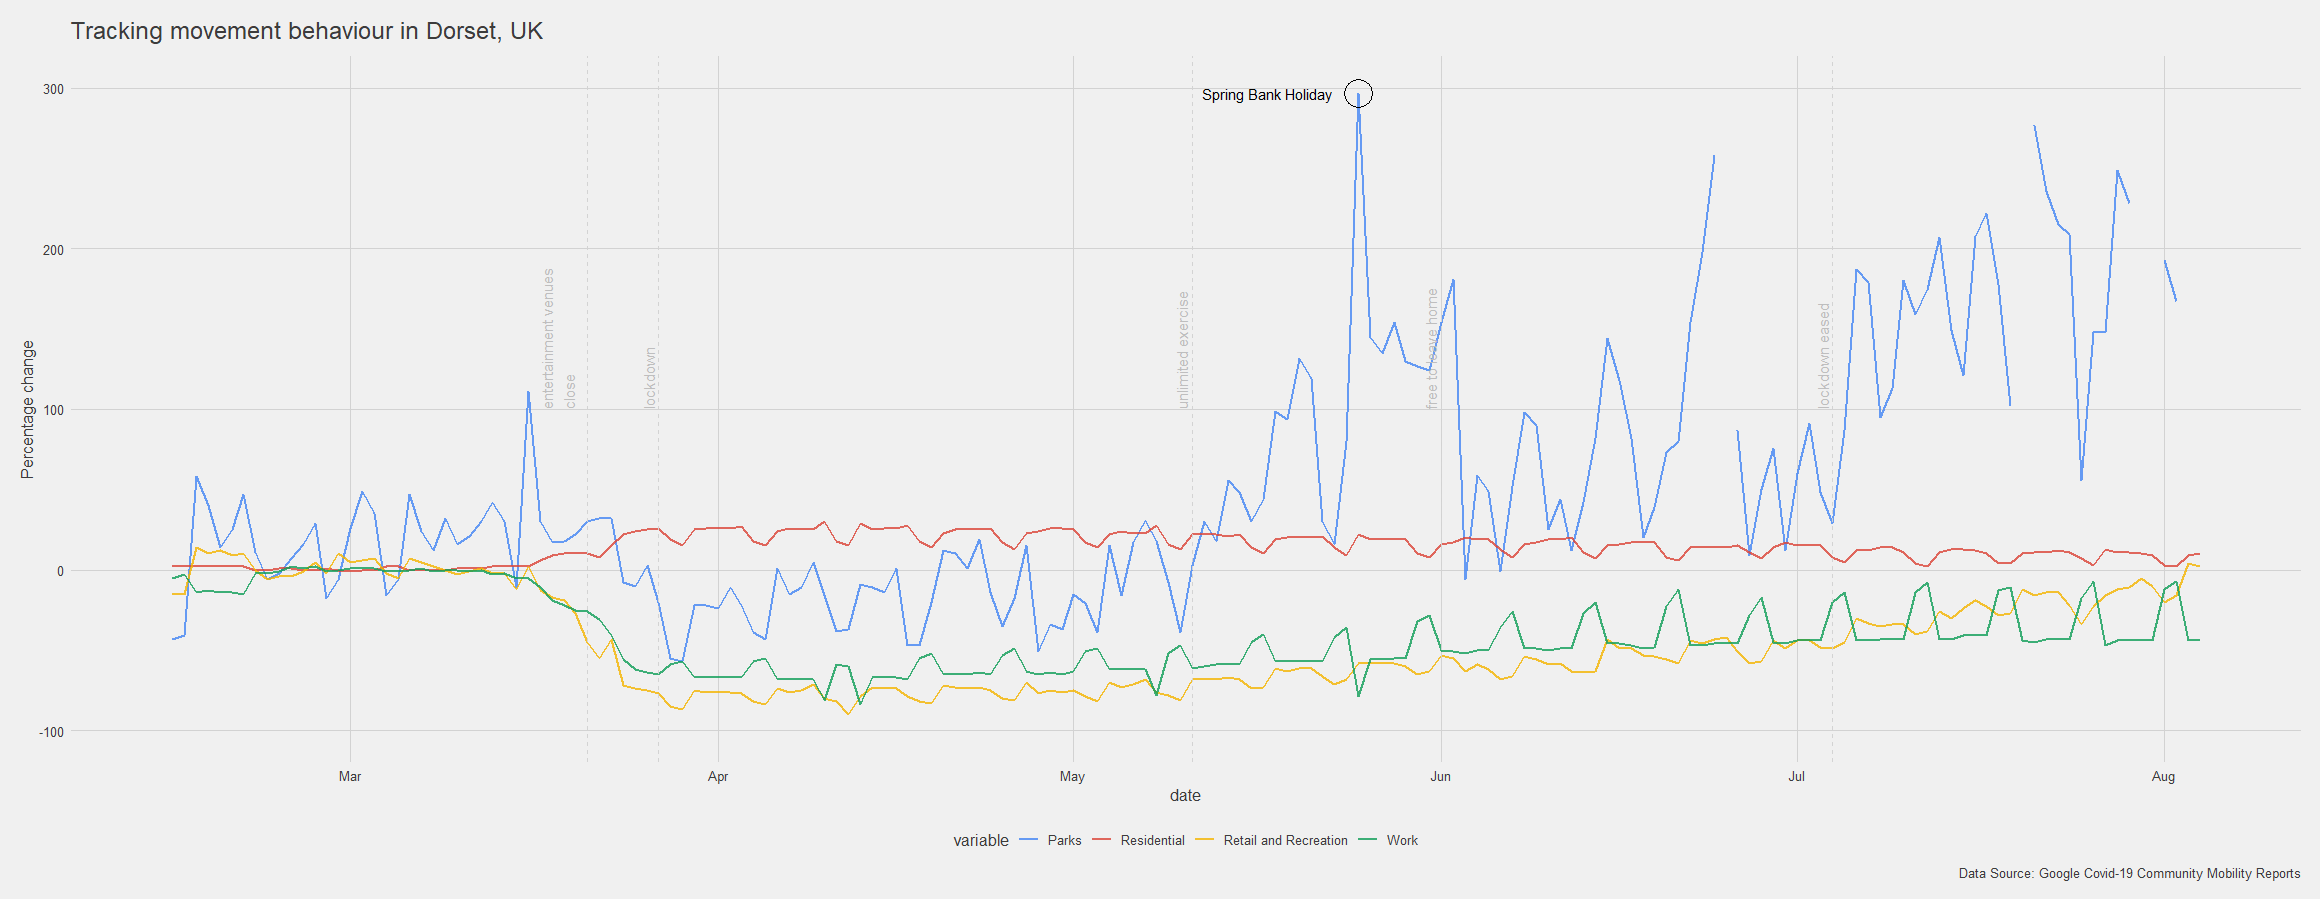 Tracking movement behaviour in Dorset, UK
Percentage change
300
200
100
0
-100
entertainment venues
close
lockdown
unlimited exercise
Spring Bank Holiday
free to leave home
lockdown eased
Mar
Apr
May
Jun
Jul
Aug
date
variable
Parks
Residential
Retail and Recreation
Work
Data Source: Google Covid-19 Community Mobility Reports